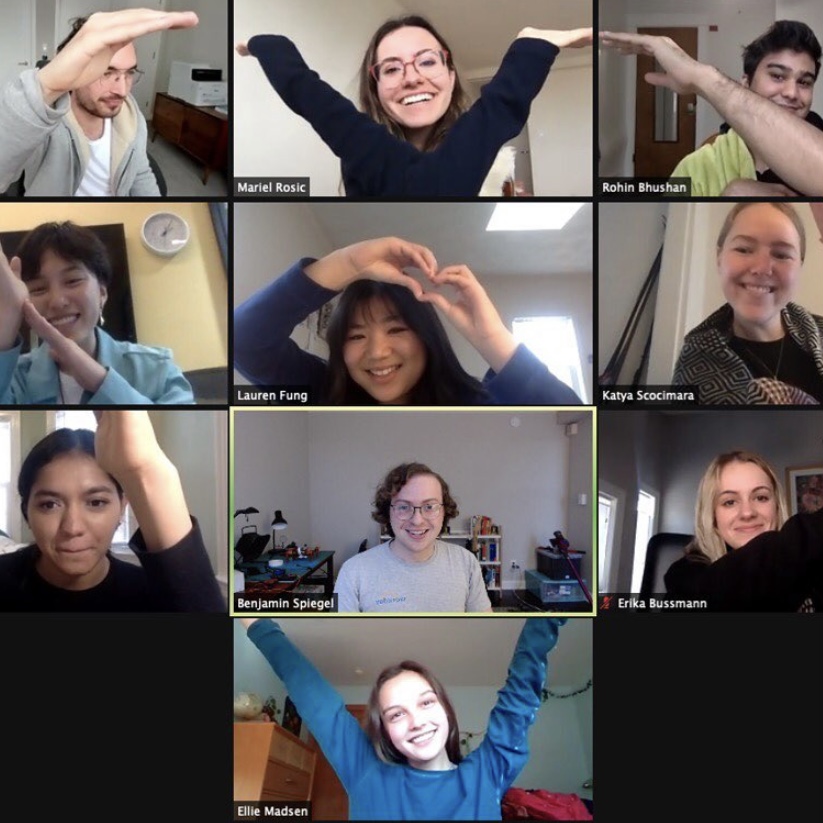 Mariel Rosic
Rohin Bhushan
Lauren Fung
Katya Scocimara
Benjamin Spiegel
Erika Bussmann
Ellie Madsen